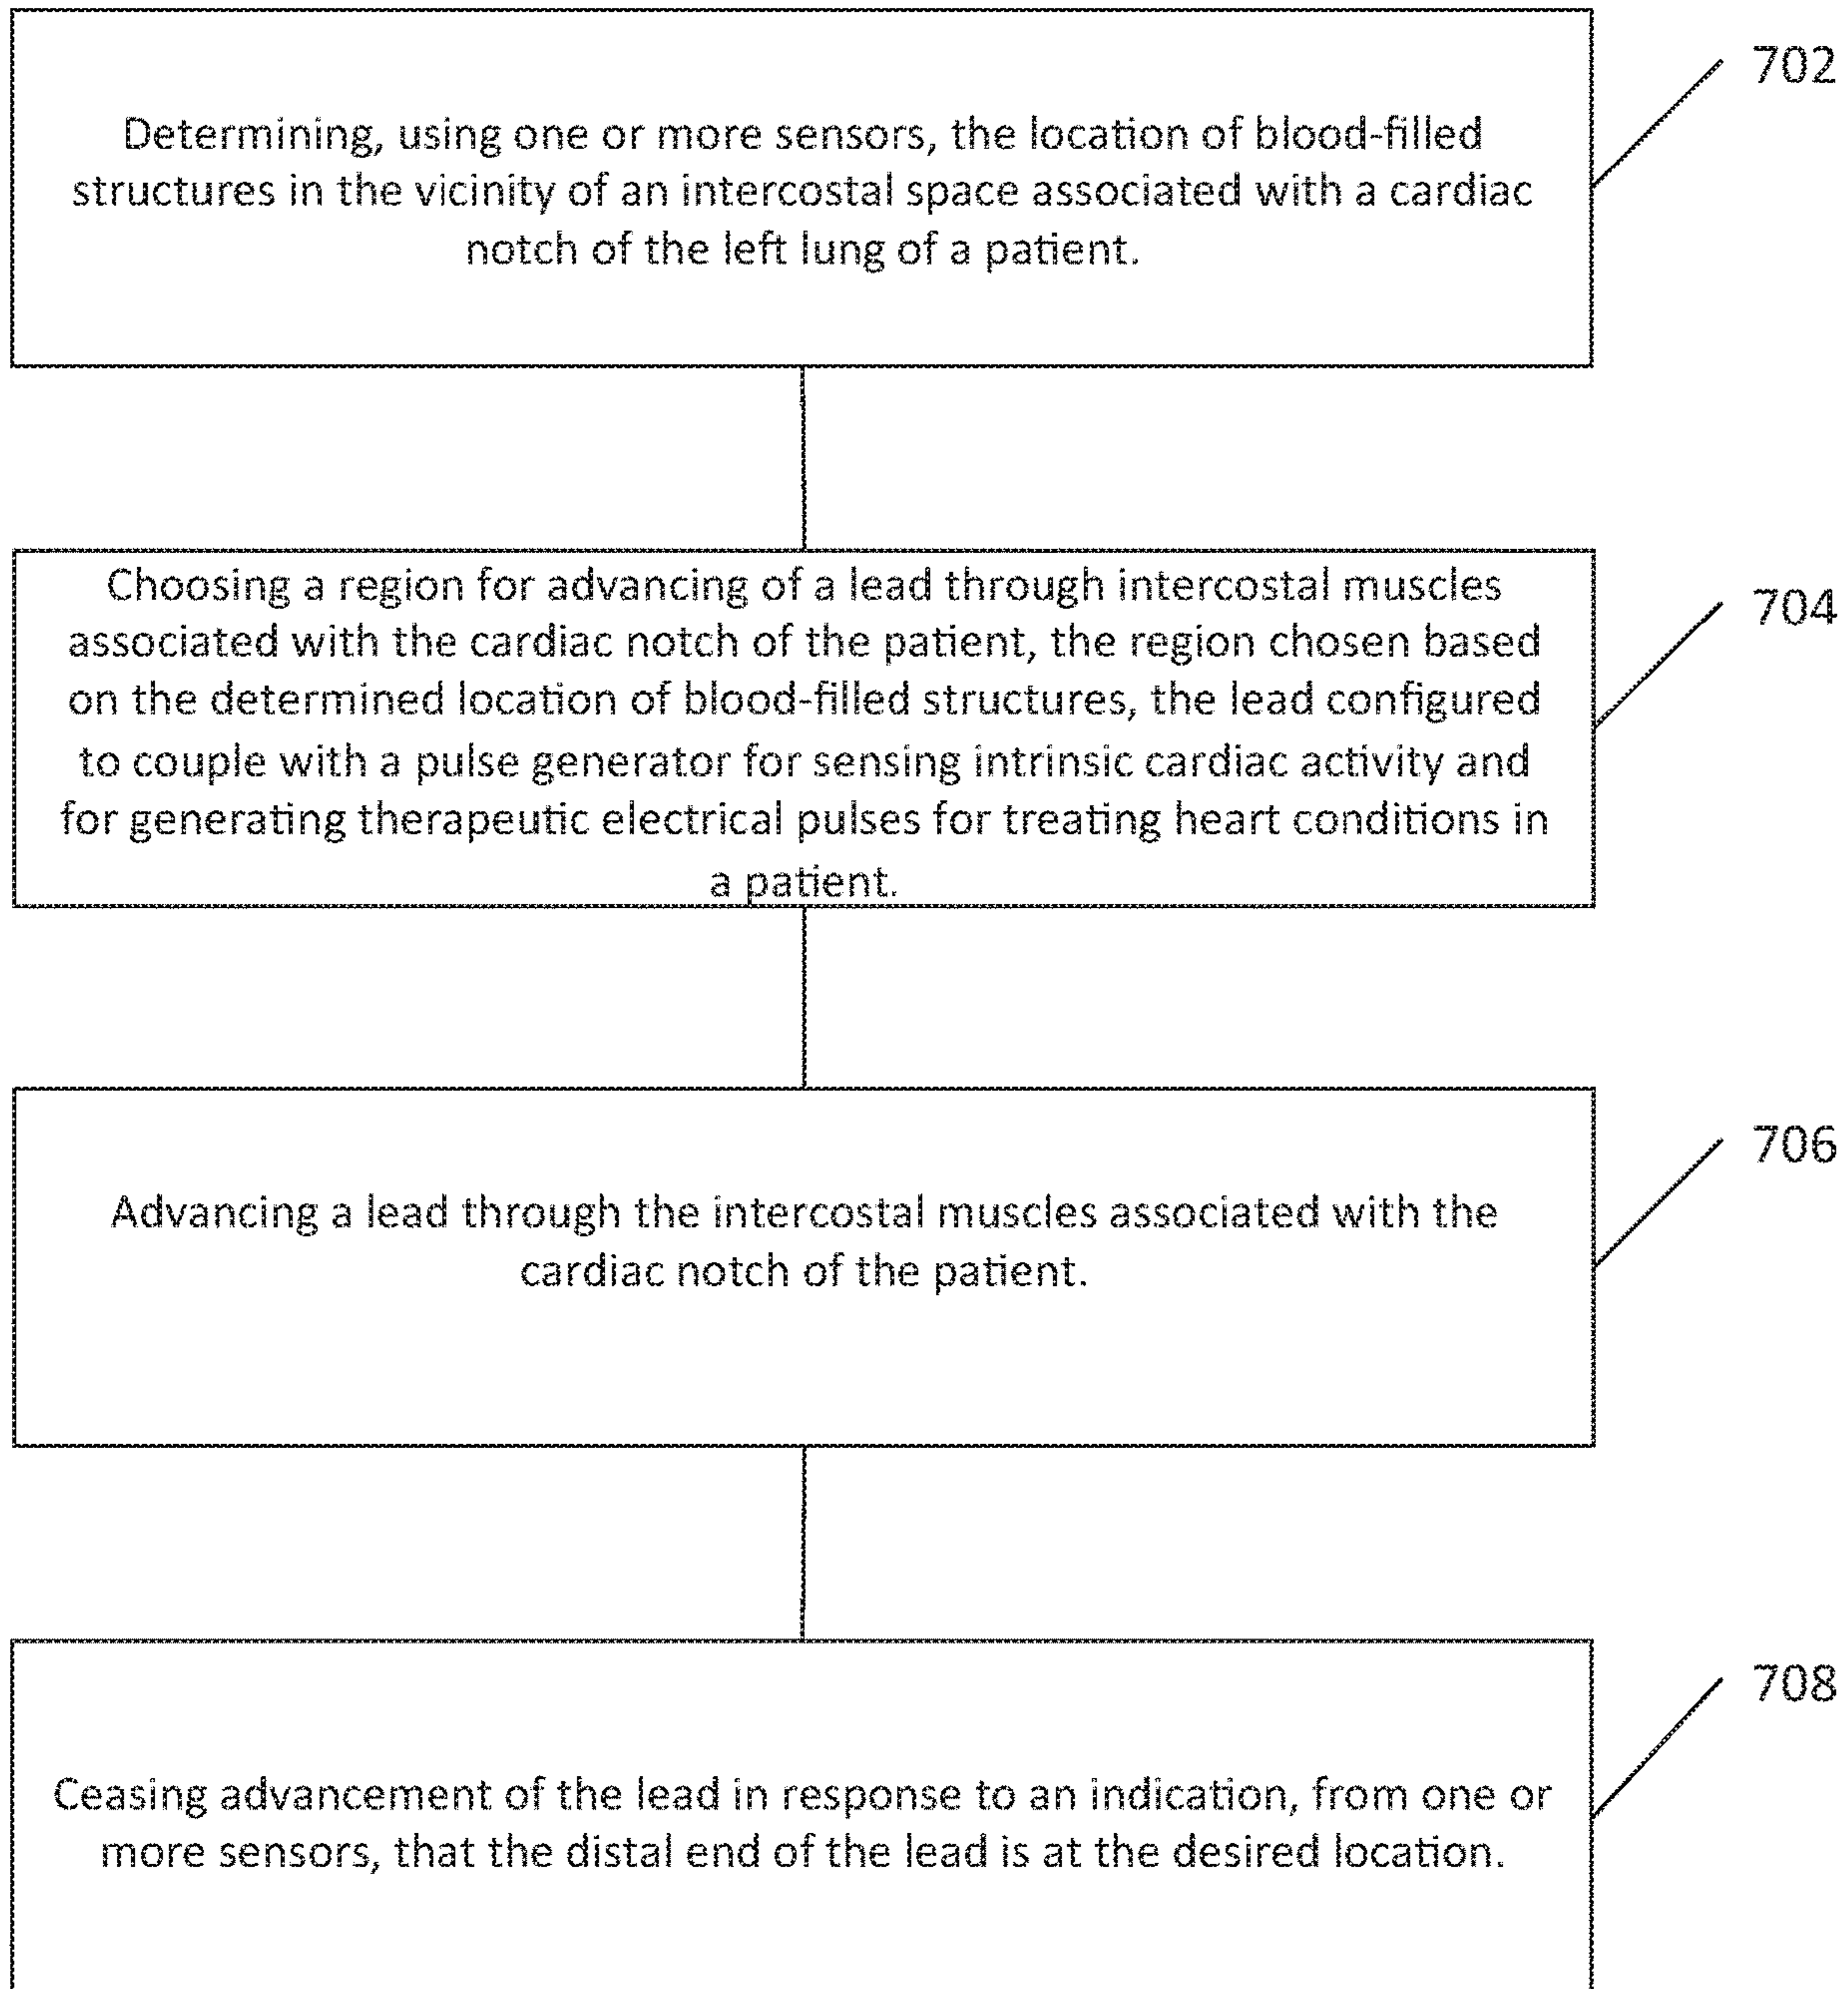 702
Determining, using one or more sensors, the location of blood-filled
structures in the vicinity of an intercostal space associated with a cardiac
notch of the left lung of a patient.
704
Choosing a region for advancing of a lead through intercostal muscles
associated with the cardiac notch of the patient, the region chosen based
on the determined location of blood-filled structures, the lead configured
to couple with a pulse generator for sensing intrinsic cardiac activity and
for generating therapeutic electrical pulses for treating heart conditions in
a patient.
706
Advancing a lead through the intercostal muscles associated with the
cardiac notch of the patient.
708
Ceasing advancement of the lead in response to an indication, from one or
more sensors, that the distal end of the lead is at the desired location.